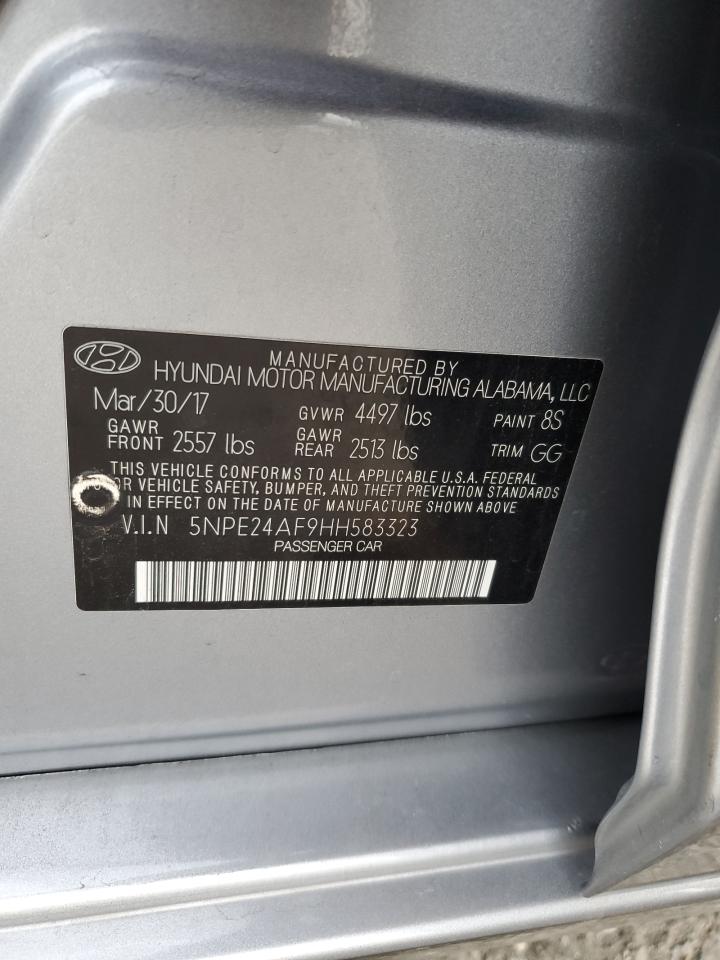 MANUFACTURED BY
HYUNDAI MOTOR MANUFACTURING ALABAMA, LLC
Mar/30/17 GVWR 4497 lbs PAINT 8S
GAWR FRONT 2557 lbs GAWR REAR 2513 lbs TRIM GG
THIS VEHICLE CONFORMS TO ALL APPLICABLE U.S.A. FEDERAL
VEHICLE SAFETY, BUMPER, AND THEFT PREVENTION STANDARDS
IN EFFECT ON THE DATE OF MANUFACTURE SHOWN ABOVE.
V.I.N 5NPE24AF9HH583323
PASSENGER CAR